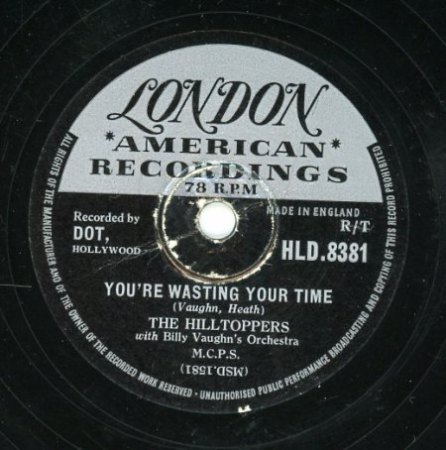 LONDON
*AMERICAN*
RECORDINGS
78 R.P.M
MADE IN ENGLAND
R/T
Recorded by
DOT,
HOLLYWOOD
HLD.8381
YOU'RE WASTING YOUR TIME
(Vaughn, Heath)
THE HILLTOPPERS
with Billy Vaughn's Orchestra
M.C.P.S.
(MSD.1581)
ALL RIGHTS OF THE MANUFACTURER AND OF THE OWNER OF THE RECORDED WORK RESERVED - UNAUTHORISED PUBLIC PERFORMANCE BROADCASTING AND COPYING OF THIS RECORD PROHIBITED